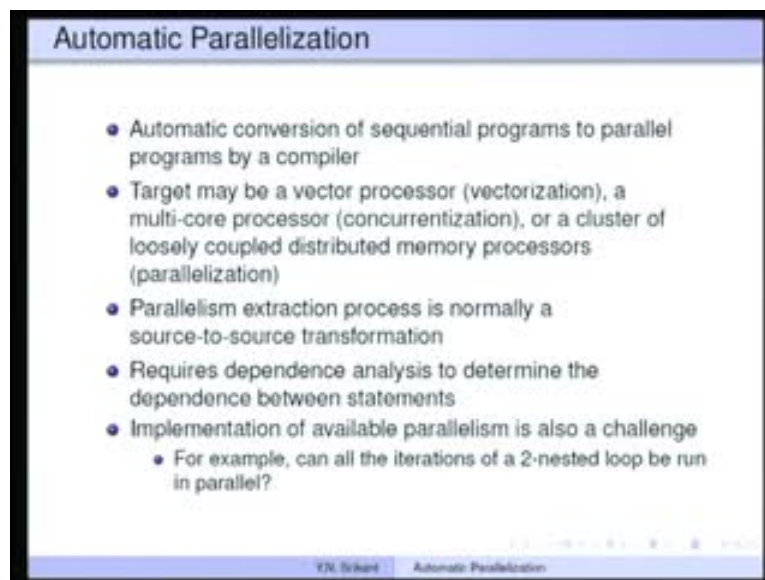 Automatic Parallelization
Automatic conversion of sequential programs to parallel
programs by a compiler
Target may be a vector processor (vectorization), a
multi-core processor (concurrentization), or a cluster of
loosely coupled distributed memory processors
(parallelization)
Parallelism extraction process is normally a
source-to-source transformation
Requires dependence analysis to determine the
dependence between statements
Implementation of available parallelism is also a challenge
For example, can all the iterations of a 2-nested loop be run
in parallel?
Y.N. Srikant Automatic Parallelization